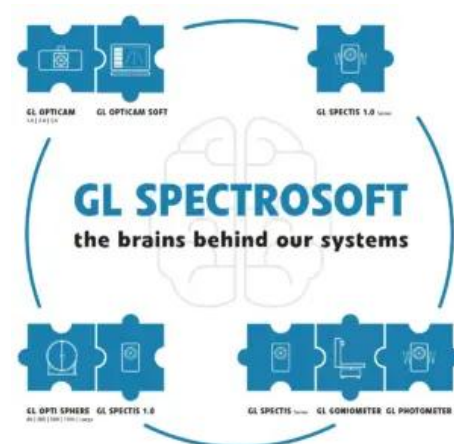 GL OPTICAM GL OPTICAM SOFT
GL SPECTIS 1.0
GL SPECTROSOFT
the brains behind our systems
GL OPTI SPHERE GL SPECTIS 1.0
GL SPECTIS GL GONIOMETER GL PHOTOMETER